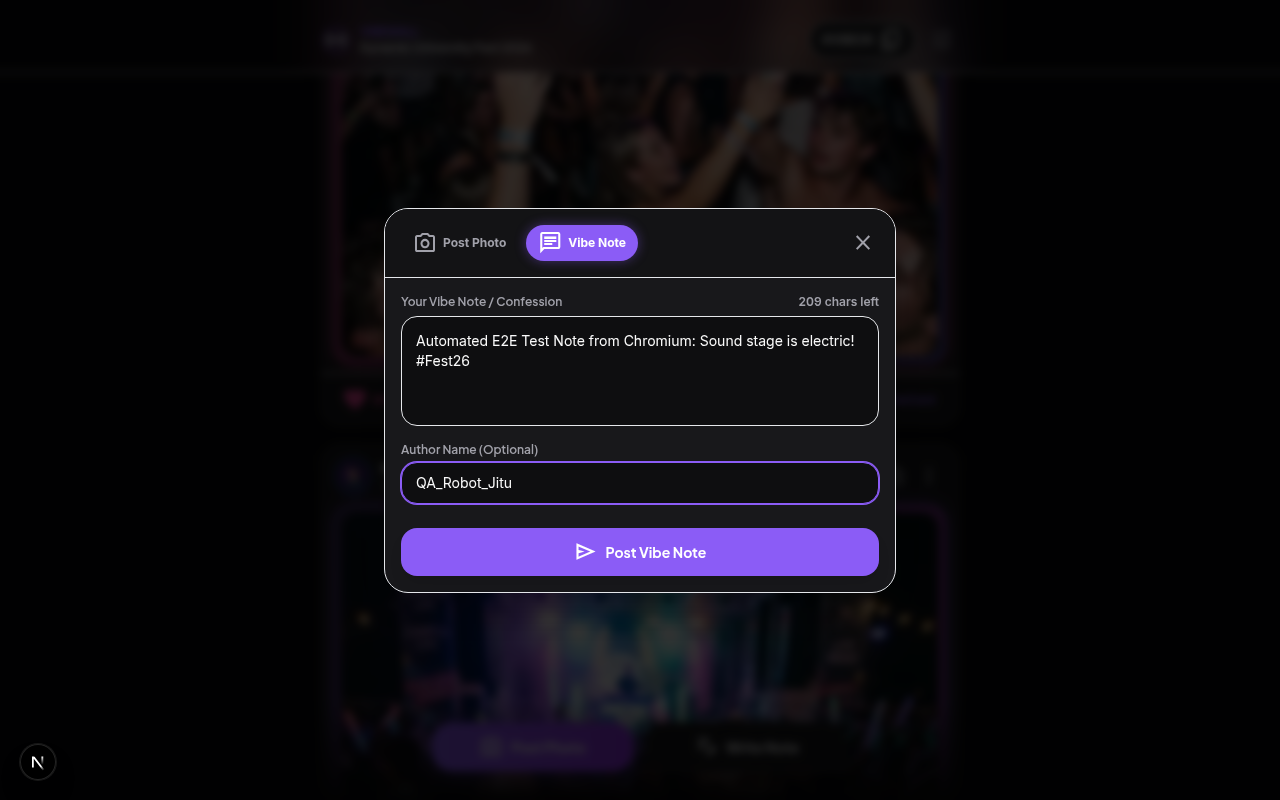 Post Photo
Vibe Note
Your Vibe Note / Confession
209 chars left
Automated E2E Test Note from Chromium: Sound stage is electric!
#Fest26
Author Name (Optional)
QA_Robot_Jitu
Post Vibe Note
N